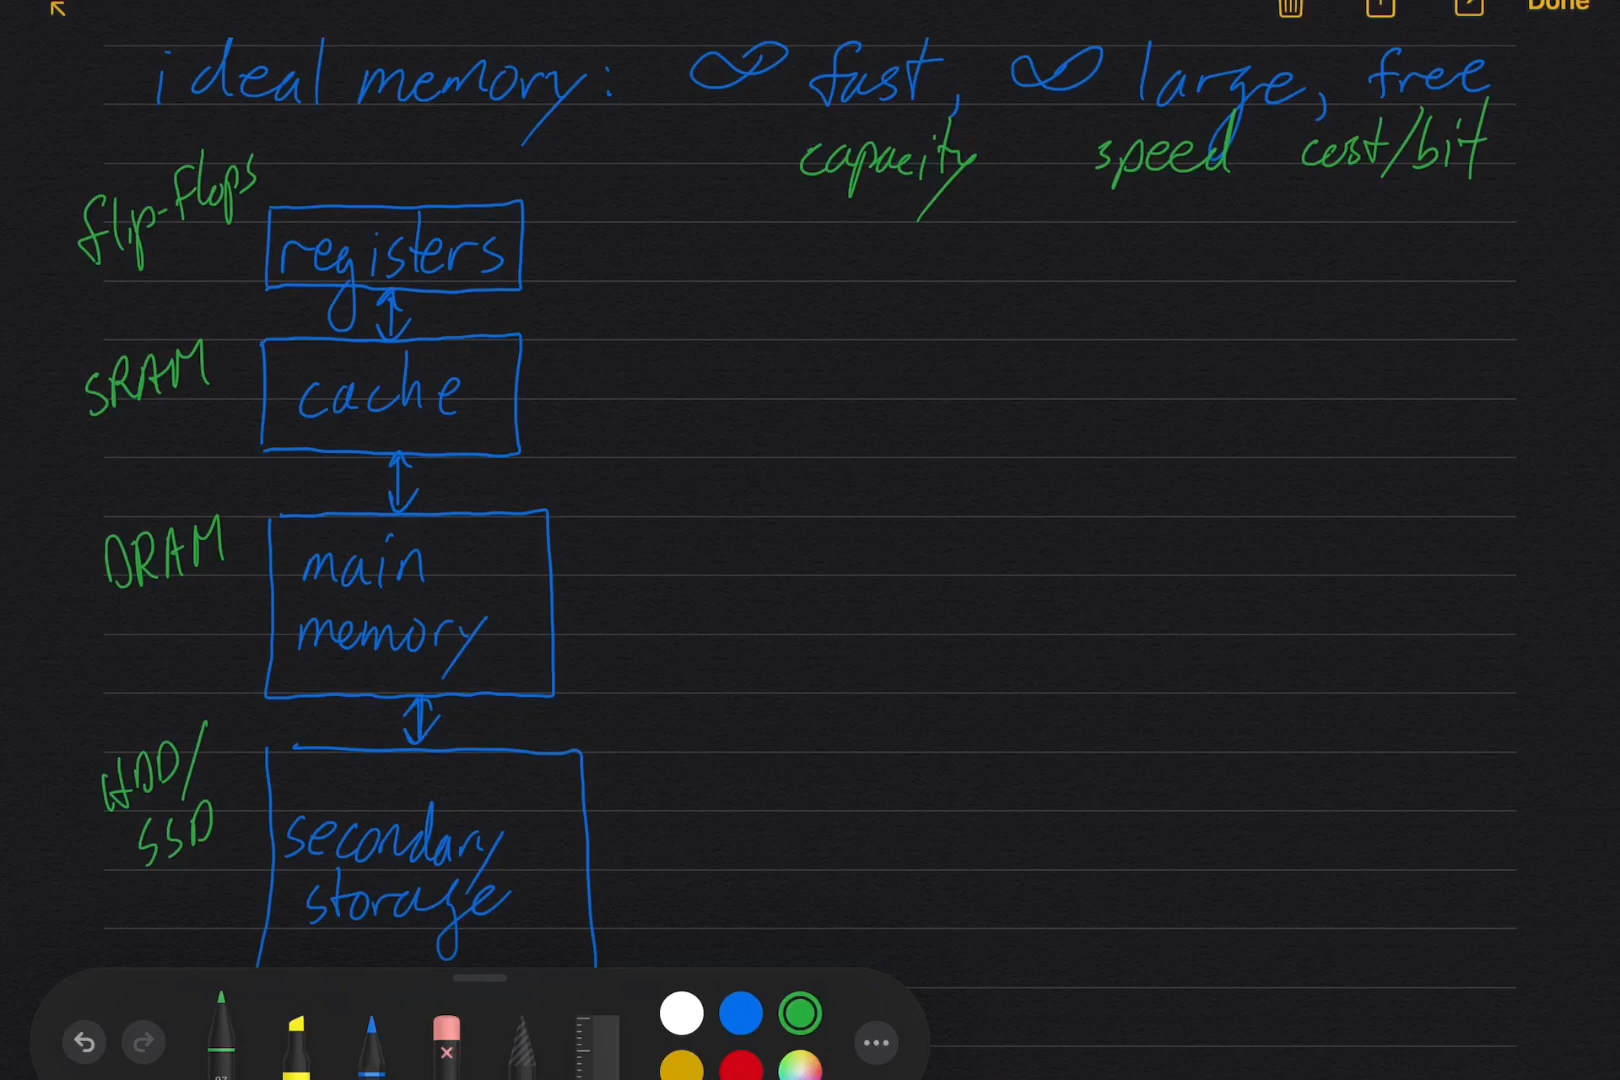 Done
ideal memory: ∞ fast, ∞ large, free
capacity speed cost/bit
flip-flops
registers
SRAM
cache
DRAM
main
memory
HDD/
SSD
secondary
storage